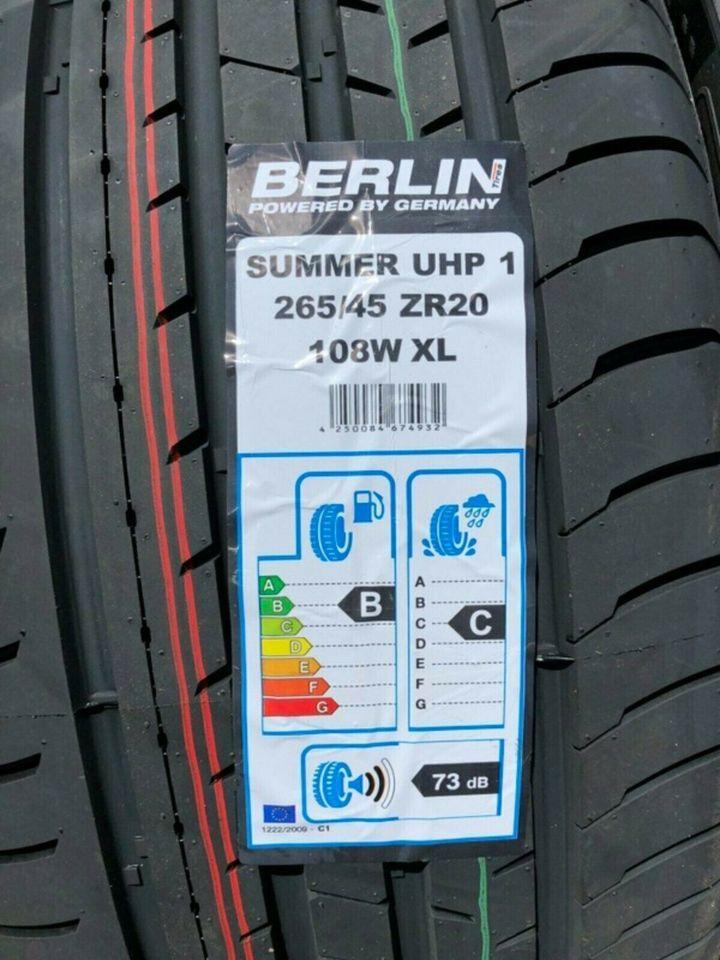 BERLIN Tires
POWERED BY GERMANY
SUMMER UHP 1
265/45 ZR20
108W XL
4 250084 674932
A
B
C
D
E
F
G
B
A
B
C
D
E
F
G
C
73 dB
1222/2009 - C1